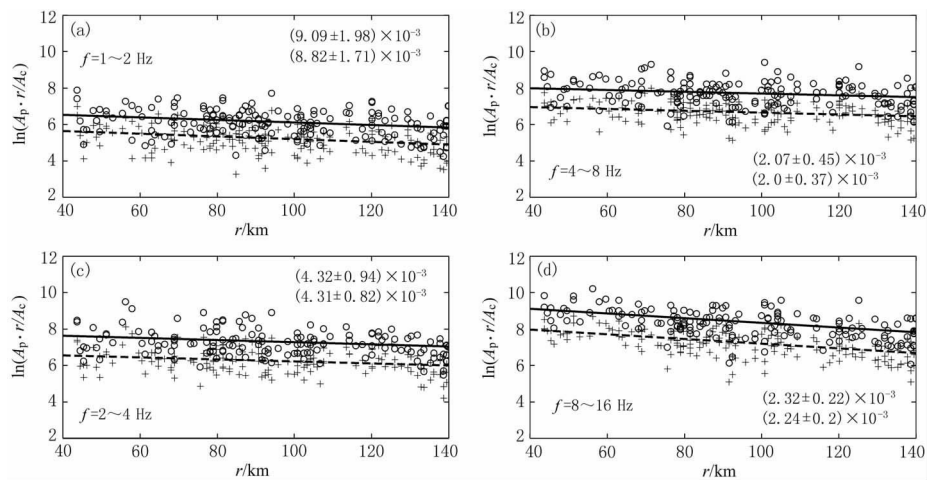 (a)
(9.09±1.98)×10⁻³
(8.82±1.71)×10⁻³
f=1～2 Hz
ln(Aₚ·r/A_c)
12
10
8
6
4
2
40 60 80 100 120 140
r/km
(b)
f=4～8 Hz
(2.07±0.45)×10⁻³
(2.0±0.37)×10⁻³
ln(Aₚ·r/A_c)
12
10
8
6
4
2
40 60 80 100 120 140
r/km
(c)
(4.32±0.94)×10⁻³
(4.31±0.82)×10⁻³
f=2～4 Hz
ln(Aₚ·r/A_c)
12
10
8
6
4
2
40 60 80 100 120 140
r/km
(d)
f=8～16 Hz
(2.32±0.22)×10⁻³
(2.24±0.2)×10⁻³
ln(Aₚ·r/A_c)
12
10
8
6
4
2
40 60 80 100 120 140
r/km